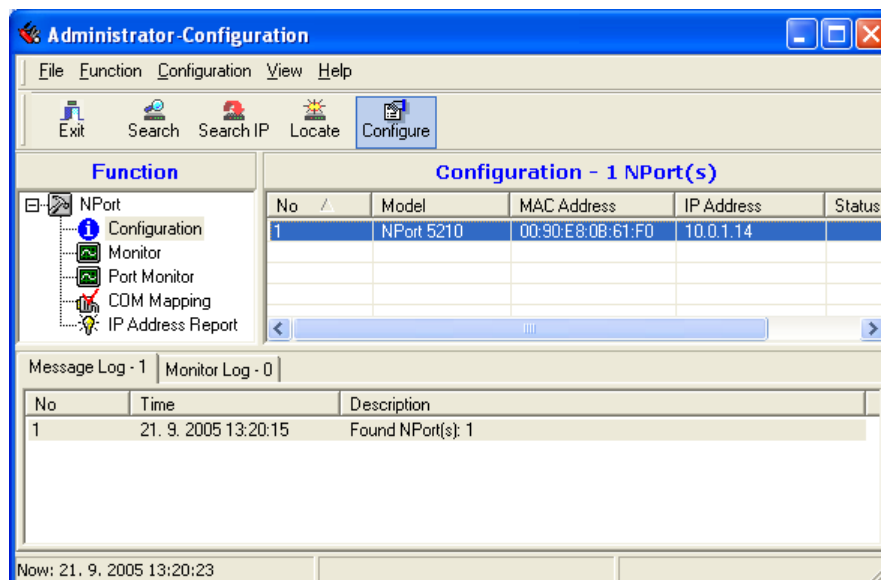 Administrator-Configuration
File Function Configuration View Help
Exit Search Search IP Locate Configure
Function
NPort
Configuration
Monitor
Port Monitor
COM Mapping
IP Address Report
Configuration - 1 NPort(s)
No Model MAC Address IP Address Status
1 NPort 5210 00:90:E8:0B:61:F0 10.0.1.14
Message Log - 1 Monitor Log - 0
No Time Description
1 21. 9. 2005 13:20:15 Found NPort(s): 1
Now: 21. 9. 2005 13:20:23